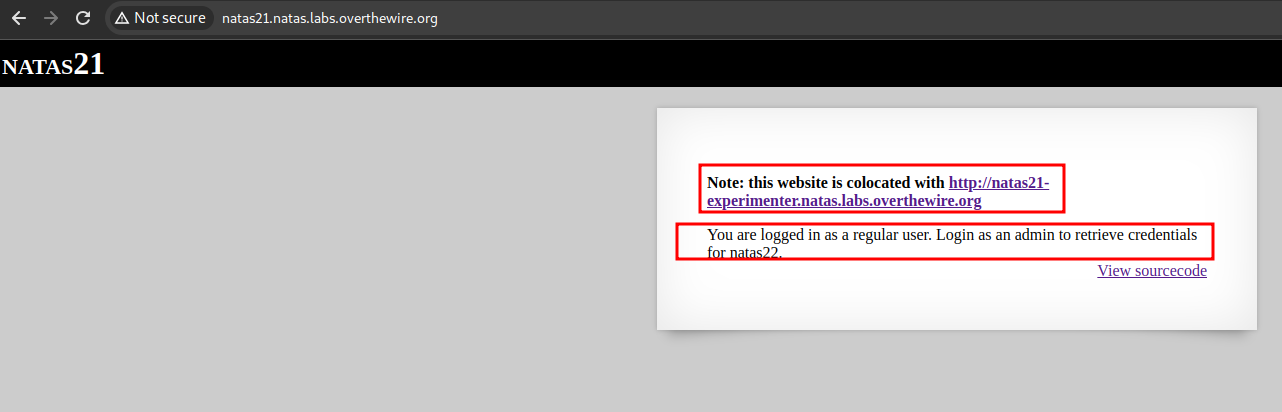 Not secure natas21.natas.labs.overthewire.org
NATAS21
Note: this website is colocated with http://natas21-
experimenter.natas.labs.overthewire.org
You are logged in as a regular user. Login as an admin to retrieve credentials
for natas22.
View sourcecode